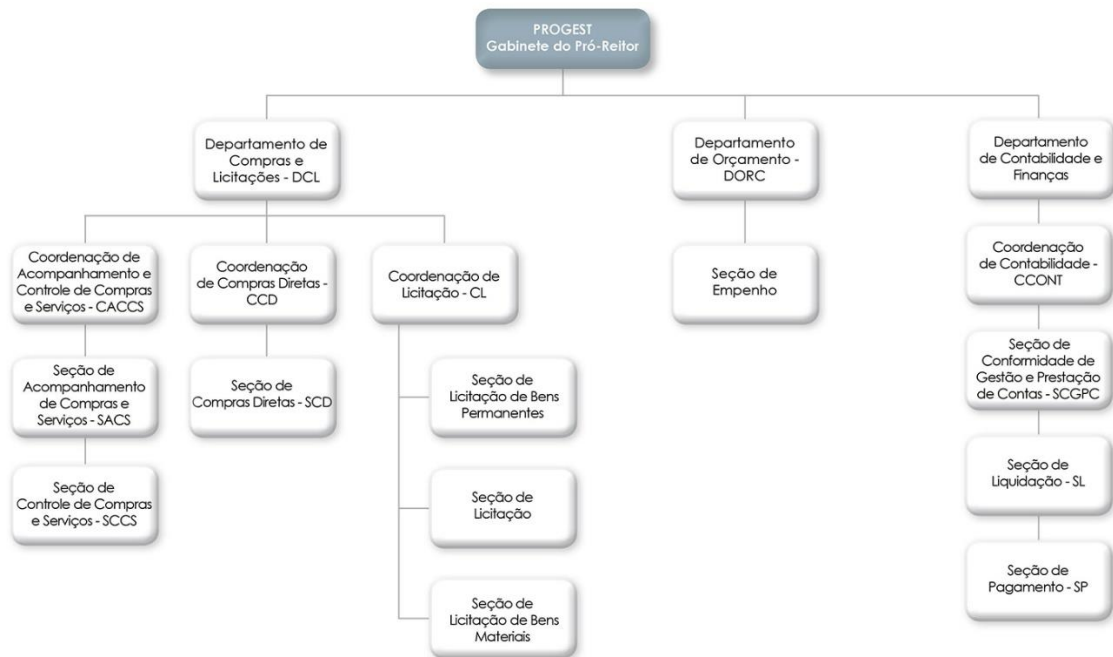 PROGEST
Gabinete do Pró-Reitor
Departamento de
Compras e
Licitações - DCL
Departamento
de Orçamento -
DORC
Departamento
de Contabilidade e
Finanças
Coordenação de
Acompanhamento e
Controle de Compras
e Serviços - CACCS
Coordenação
de Compras Diretas -
CCD
Coordenação de
Licitação - CL
Seção de
Empenho
Coordenação
de Contabilidade -
CCONT
Seção de
Acompanhamento
de Compras e
Serviços - SACS
Seção de
Compras Diretas - SCD
Seção de
Licitação de Bens
Permanentes
Seção de
Conformidade de
Gestão e Prestação
de Contas - SCGPC
Seção de
Controle de Compras
e Serviços - SCCS
Seção de
Licitação
Seção de
Liquidação - SL
Seção de
Licitação de Bens
Materiais
Seção de
Pagamento - SP